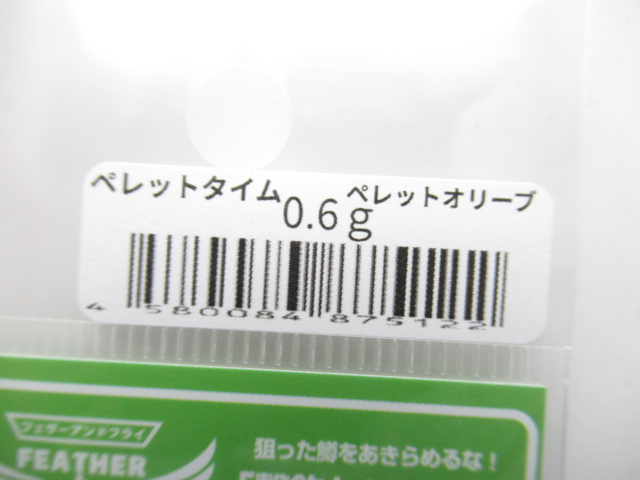 ペレットタイム
0.6g
ペレットオリーブ
4 580084 875122
フェザーアンドフライ
FEATHER
狙った鱒をあきらめるな!